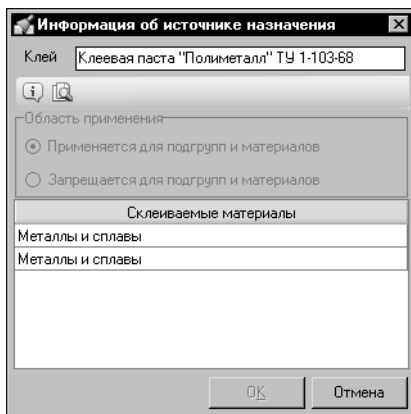 Информация об источнике назначения
Клей Клеевая паста "Полиметалл" ТУ 1-103-68
Область применения
Применяется для подгрупп и материалов
Запрещается для подгрупп и материалов
Склеиваемые материалы
Металлы и сплавы
Металлы и сплавы
OK Отмена